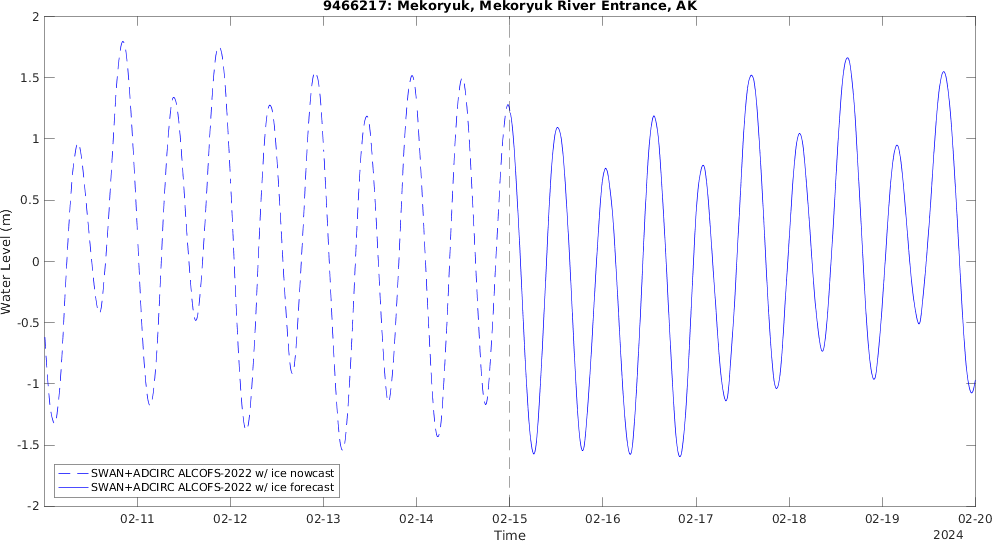 9466217: Mekoryuk, Mekoryuk River Entrance, AK
2
1.5
1
0.5
0
-0.5
-1
-1.5
-2
Water Level (m)
SWAN+ADCIRC ALCOFS-2022 w/ ice nowcast
SWAN+ADCIRC ALCOFS-2022 w/ ice forecast
02-11 02-12 02-13 02-14 02-15 02-16 02-17 02-18 02-19 02-20
Time
2024